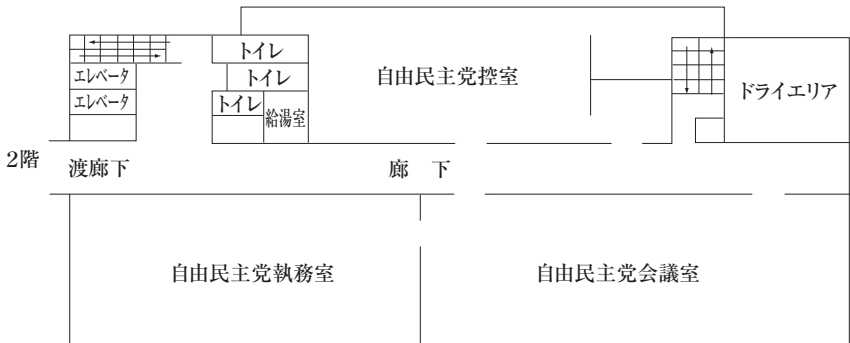 トイレ
エレベータ
トイレ
自由民主党控室
ドライエリア
エレベータ
トイレ
給湯室
2階
渡廊下
廊 下
自由民主党執務室
自由民主党会議室